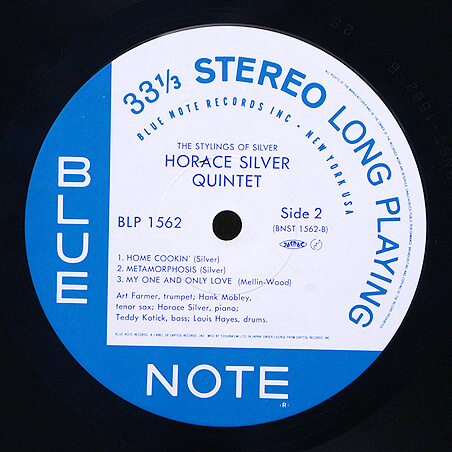 33⅓ STEREO LONG PLAYING
BLUE NOTE RECORDS INC • NEW YORK USA
THE STYLINGS OF SILVER
HORACE SILVER
QUINTET
BLP 1562
Side 2
(BNST 1562-B)
1. HOME COOKIN' (Silver)
2. METAMORPHOSIS (Silver)
3. MY ONE AND ONLY LOVE (Mellin-Wood)
Art Farmer, trumpet; Hank Mobley,
tenor sax; Horace Silver, piano;
Teddy Kotick, bass; Louis Hayes, drums.
BLUE
NOTE